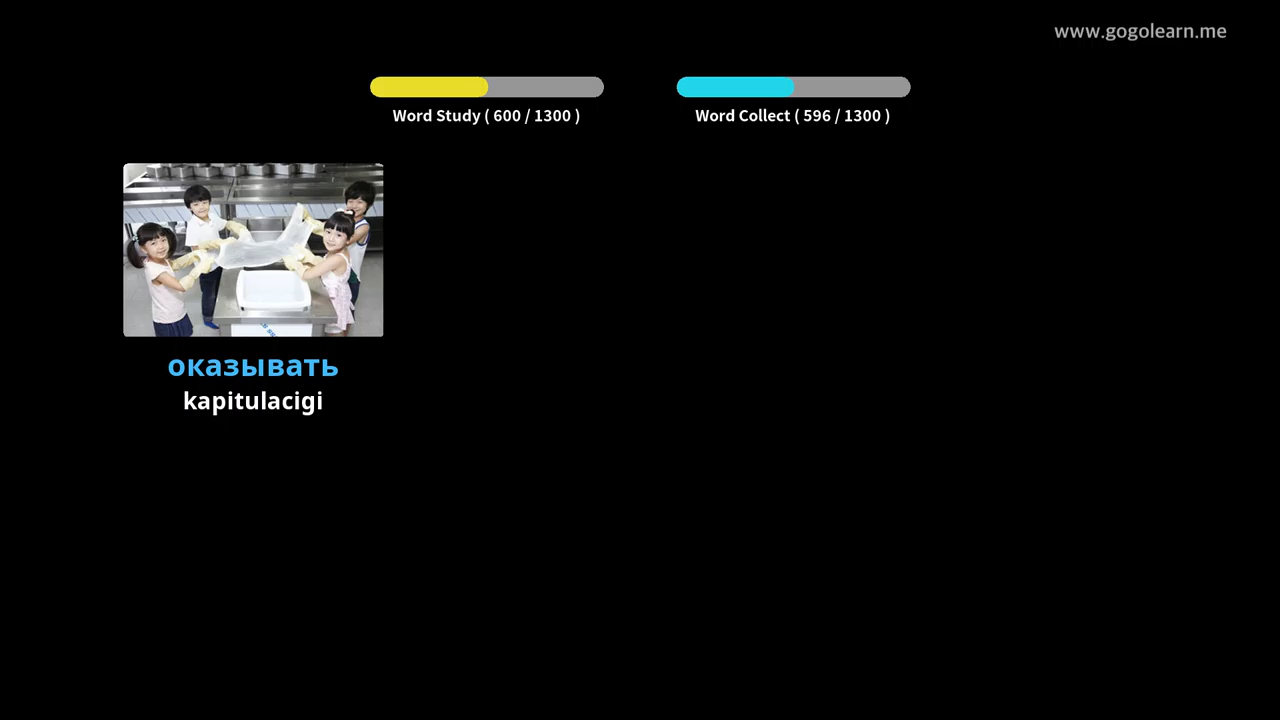 www.gogolearn.me
Word Study ( 600 / 1300 )
Word Collect ( 596 / 1300 )
оказывать
kapitulacigi